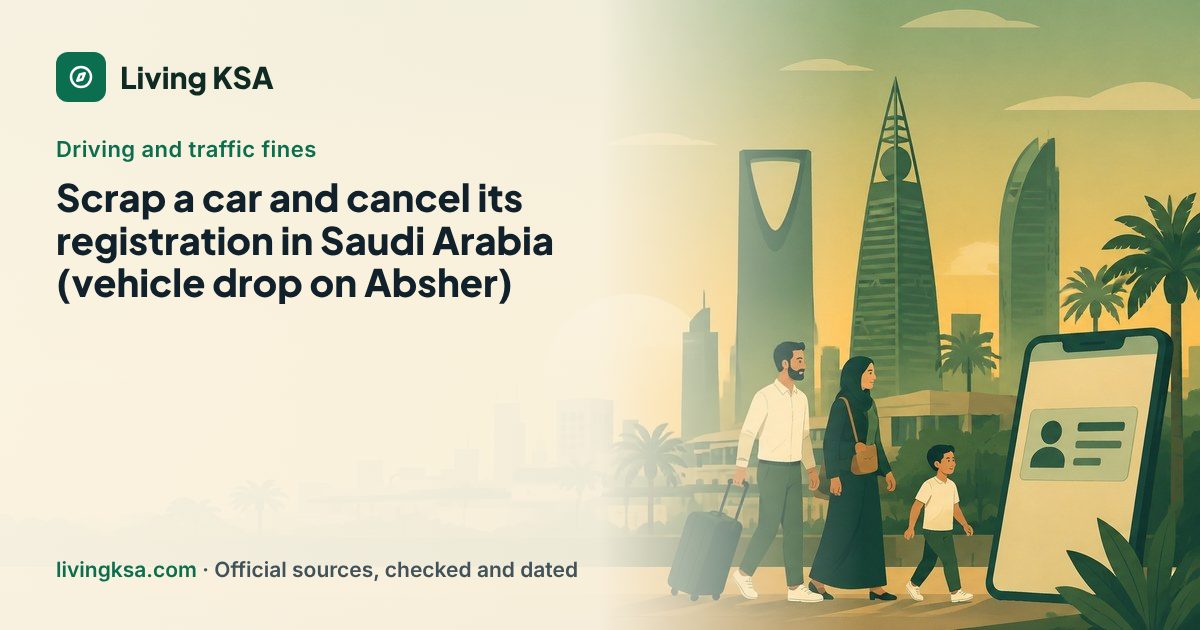 Living KSA
Driving and traffic fines
Scrap a car and cancel its
registration in Saudi Arabia
(vehicle drop on Absher)
livingksa.com · Official sources, checked and dated